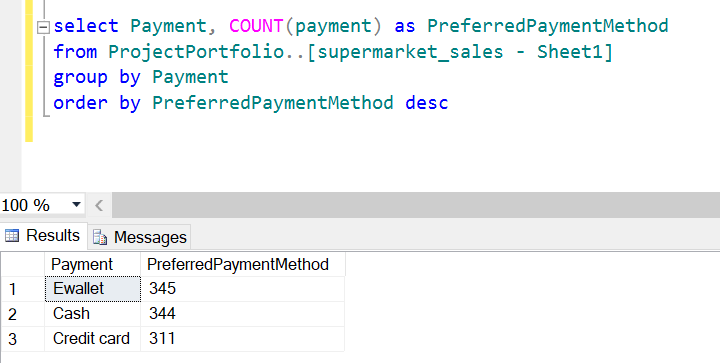 select Payment, COUNT(payment) as PreferredPaymentMethod
from ProjectPortfolio..[supermarket_sales - Sheet1]
group by Payment
order by PreferredPaymentMethod desc
100 %
Results Messages
Payment PreferredPaymentMethod
1 Ewallet 345
2 Cash 344
3 Credit card 311